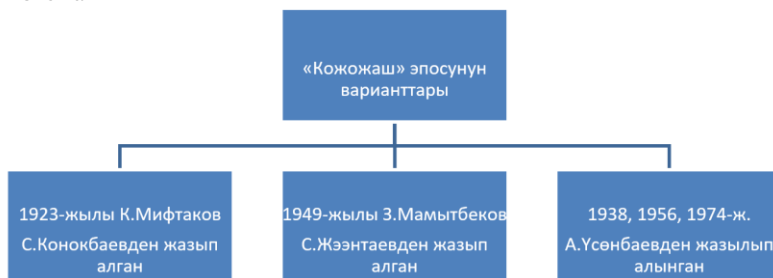 «Кожожаш» эпосунун
варианттары
1923-жылы К.Мифтаков
С.Конокбаевден жазып
алган
1949-жылы З.Мамытбеков
С.Жээнтаевден жазып
алган
1938, 1956, 1974-ж.
А.Үсөнбаевден жазылып
алынган